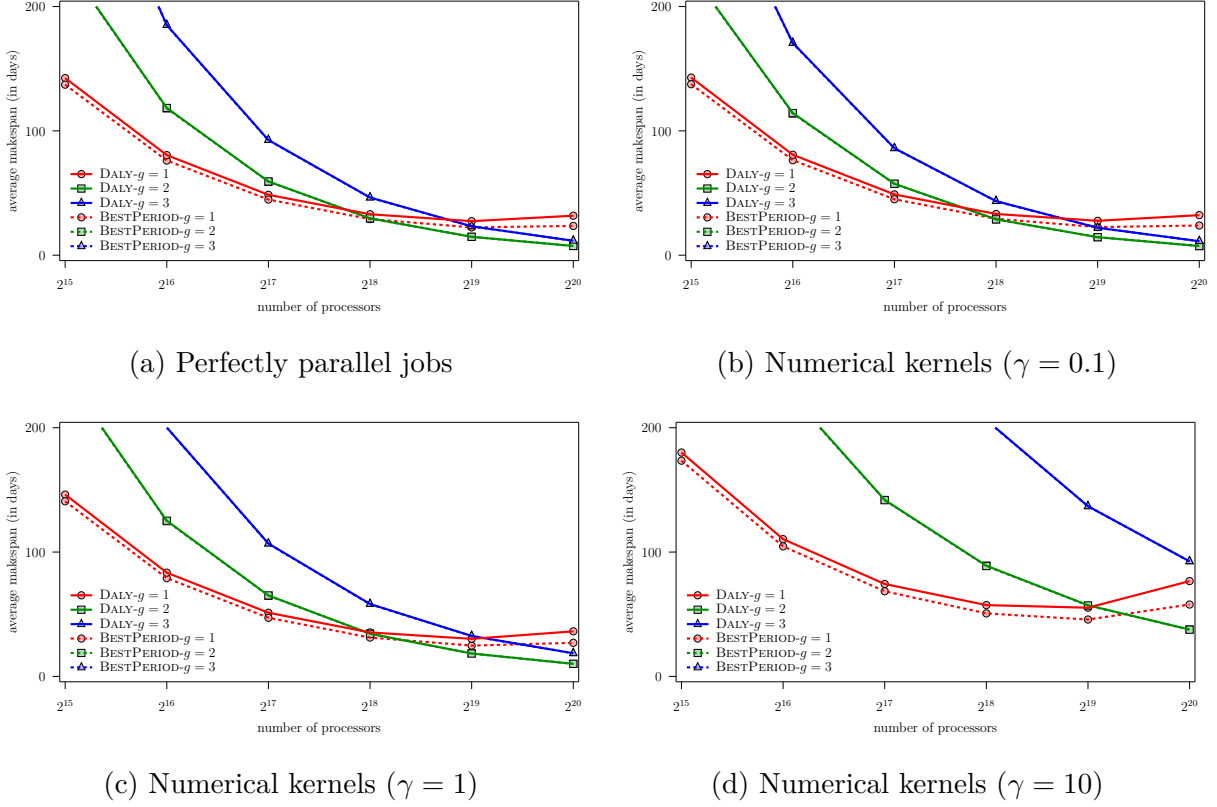 200
100
0
average makespan (in days)
DALY-g = 1
DALY-g = 2
DALY-g = 3
BESTPERIOD-g = 1
BESTPERIOD-g = 2
BESTPERIOD-g = 3
2^15 2^16 2^17 2^18 2^19 2^20
number of processors
(a) Perfectly parallel jobs
200
100
0
average makespan (in days)
DALY-g = 1
DALY-g = 2
DALY-g = 3
BESTPERIOD-g = 1
BESTPERIOD-g = 2
BESTPERIOD-g = 3
2^15 2^16 2^17 2^18 2^19 2^20
number of processors
(b) Numerical kernels (γ = 0.1)
200
100
0
average makespan (in days)
DALY-g = 1
DALY-g = 2
DALY-g = 3
BESTPERIOD-g = 1
BESTPERIOD-g = 2
BESTPERIOD-g = 3
2^15 2^16 2^17 2^18 2^19 2^20
number of processors
(c) Numerical kernels (γ = 1)
200
100
0
average makespan (in days)
DALY-g = 1
DALY-g = 2
DALY-g = 3
BESTPERIOD-g = 1
BESTPERIOD-g = 2
BESTPERIOD-g = 3
2^15 2^16 2^17 2^18 2^19 2^20
number of processors
(d) Numerical kernels (γ = 10)